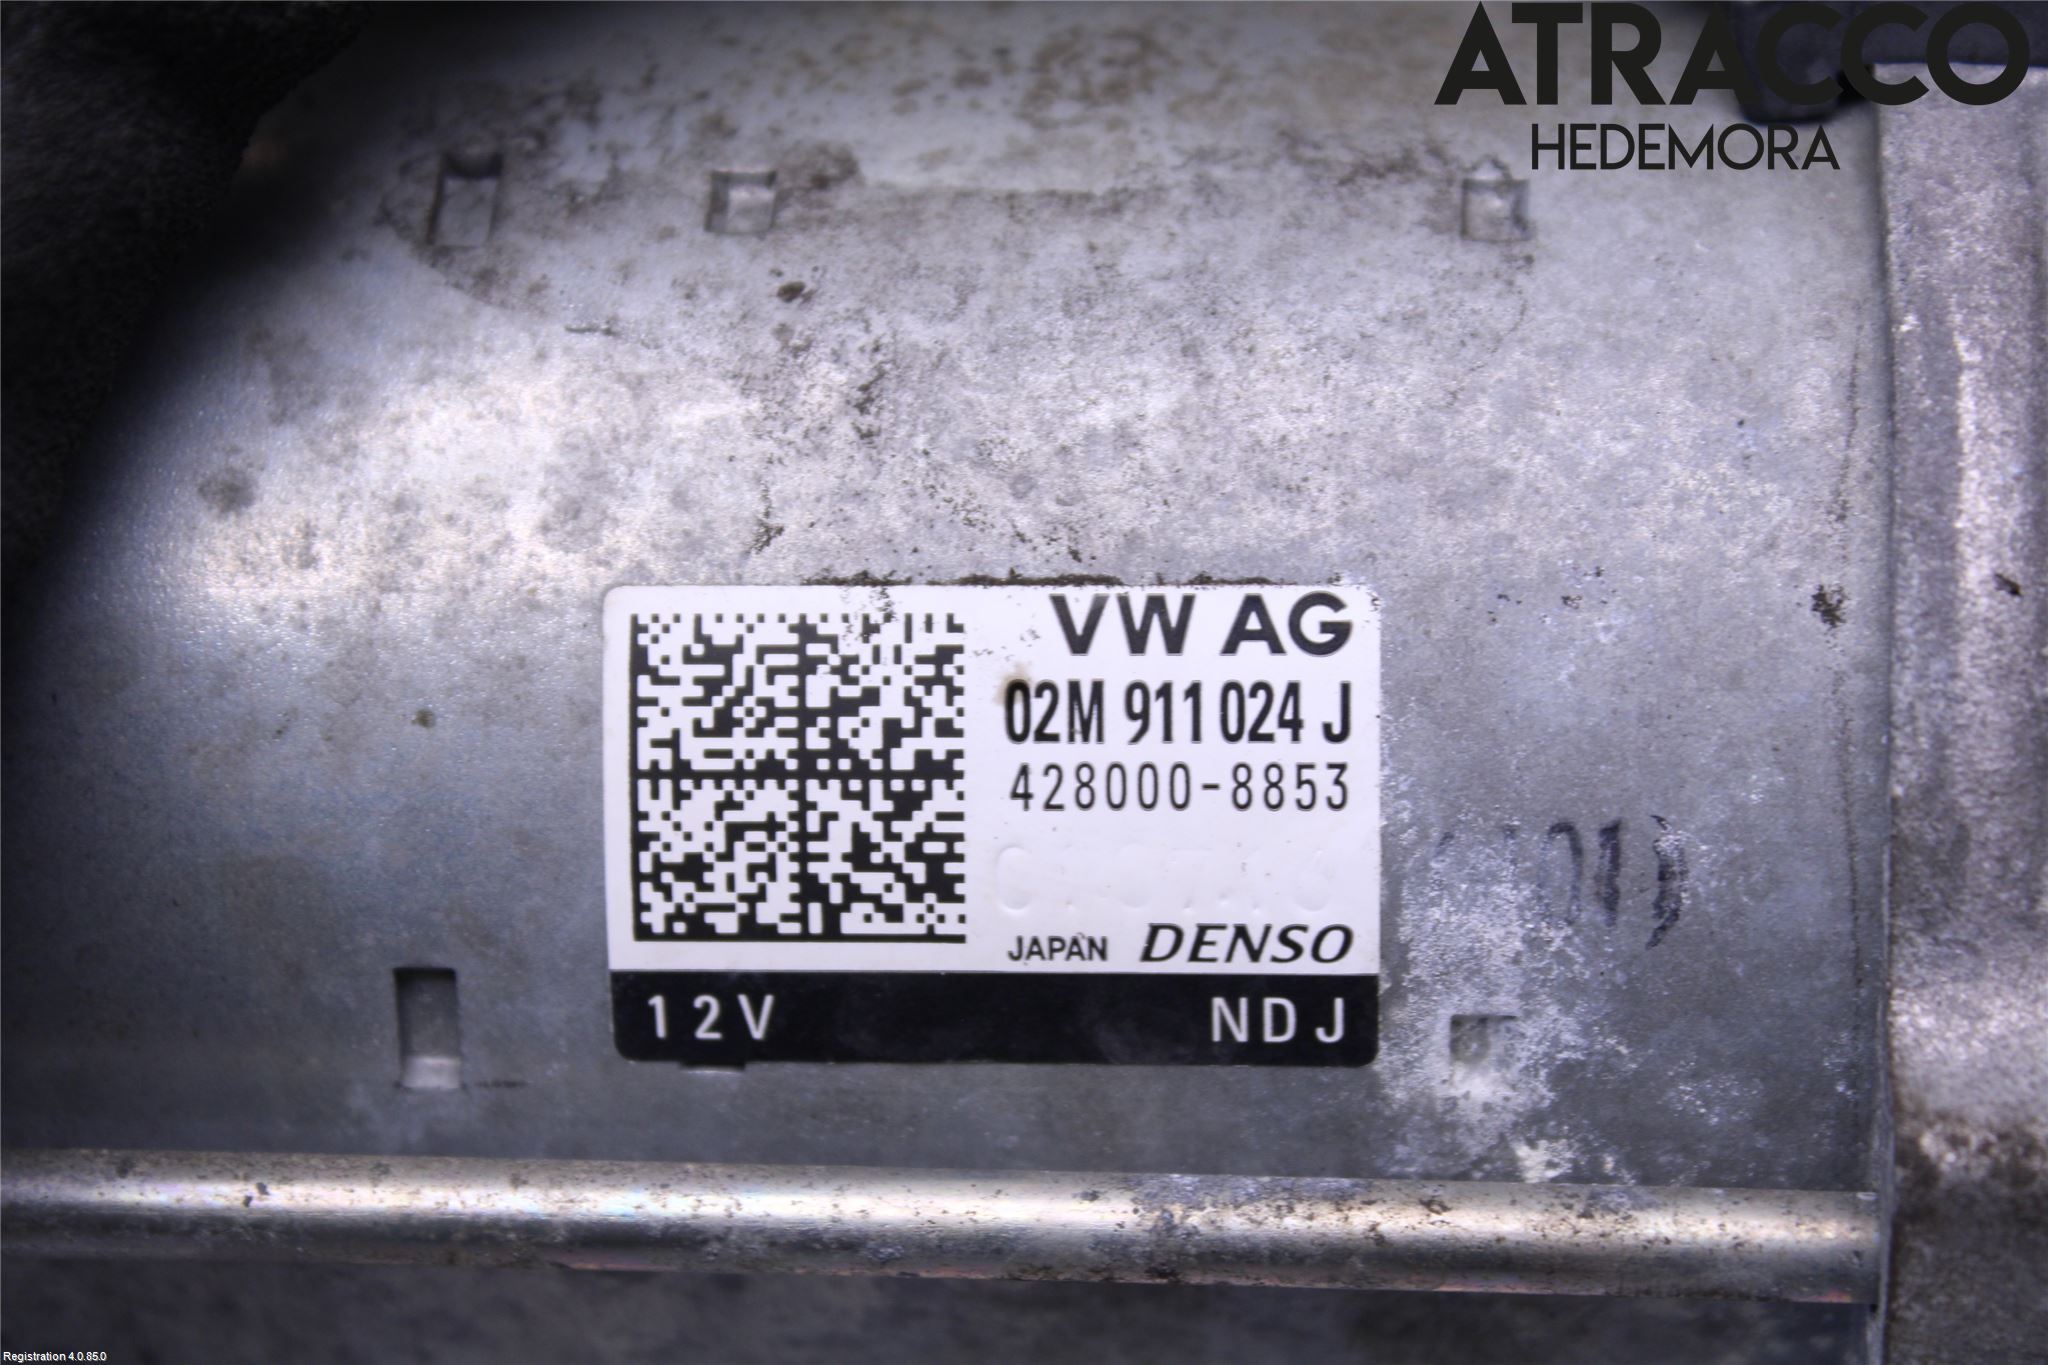 ATRACCO
HEDEMORA
VW AG
02M 911 024 J
428000-8853
JAPAN DENSO
12V NDJ
Registration 4.0.85.0